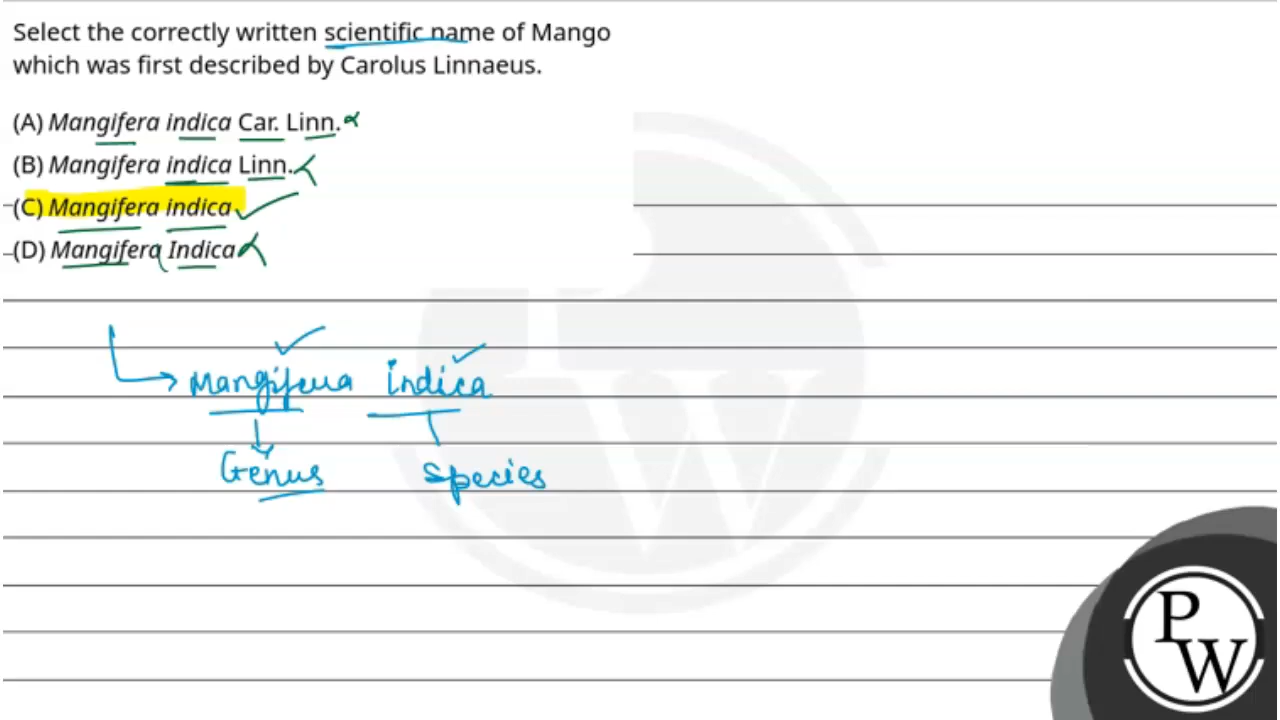 Select the correctly written scientific name of Mango
which was first described by Carolus Linnaeus.
(A) Mangifera indica Car. Linn.
(B) Mangifera indica Linn.
(C) Mangifera indica
(D) Mangifera Indica
Mangifera indica
Genus species
PW